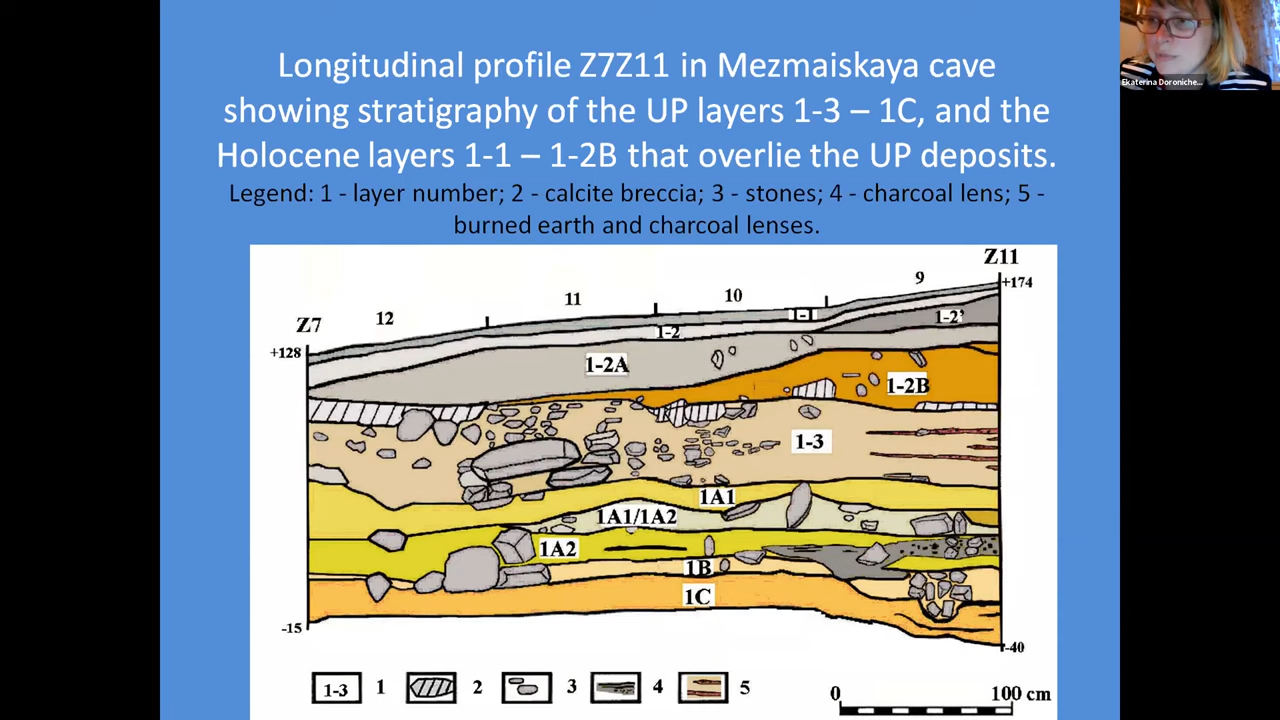 Longitudinal profile Z7Z11 in Mezmaiskaya cave
showing stratigraphy of the UP layers 1-3 – 1C, and the
Holocene layers 1-1 – 1-2B that overlie the UP deposits.
Legend: 1 - layer number; 2 - calcite breccia; 3 - stones; 4 - charcoal lens; 5 -
burned earth and charcoal lenses.
Ekaterina Doroniche...
Z11
+174
9
10
11
12
Z7
+128
1-1
1-2'
1-2
1-2A
1-2B
1-3
1A1
1A1/1A2
1A2
1B
1C
-15
-40
1-3 1 2 3 4 5
0 100 cm